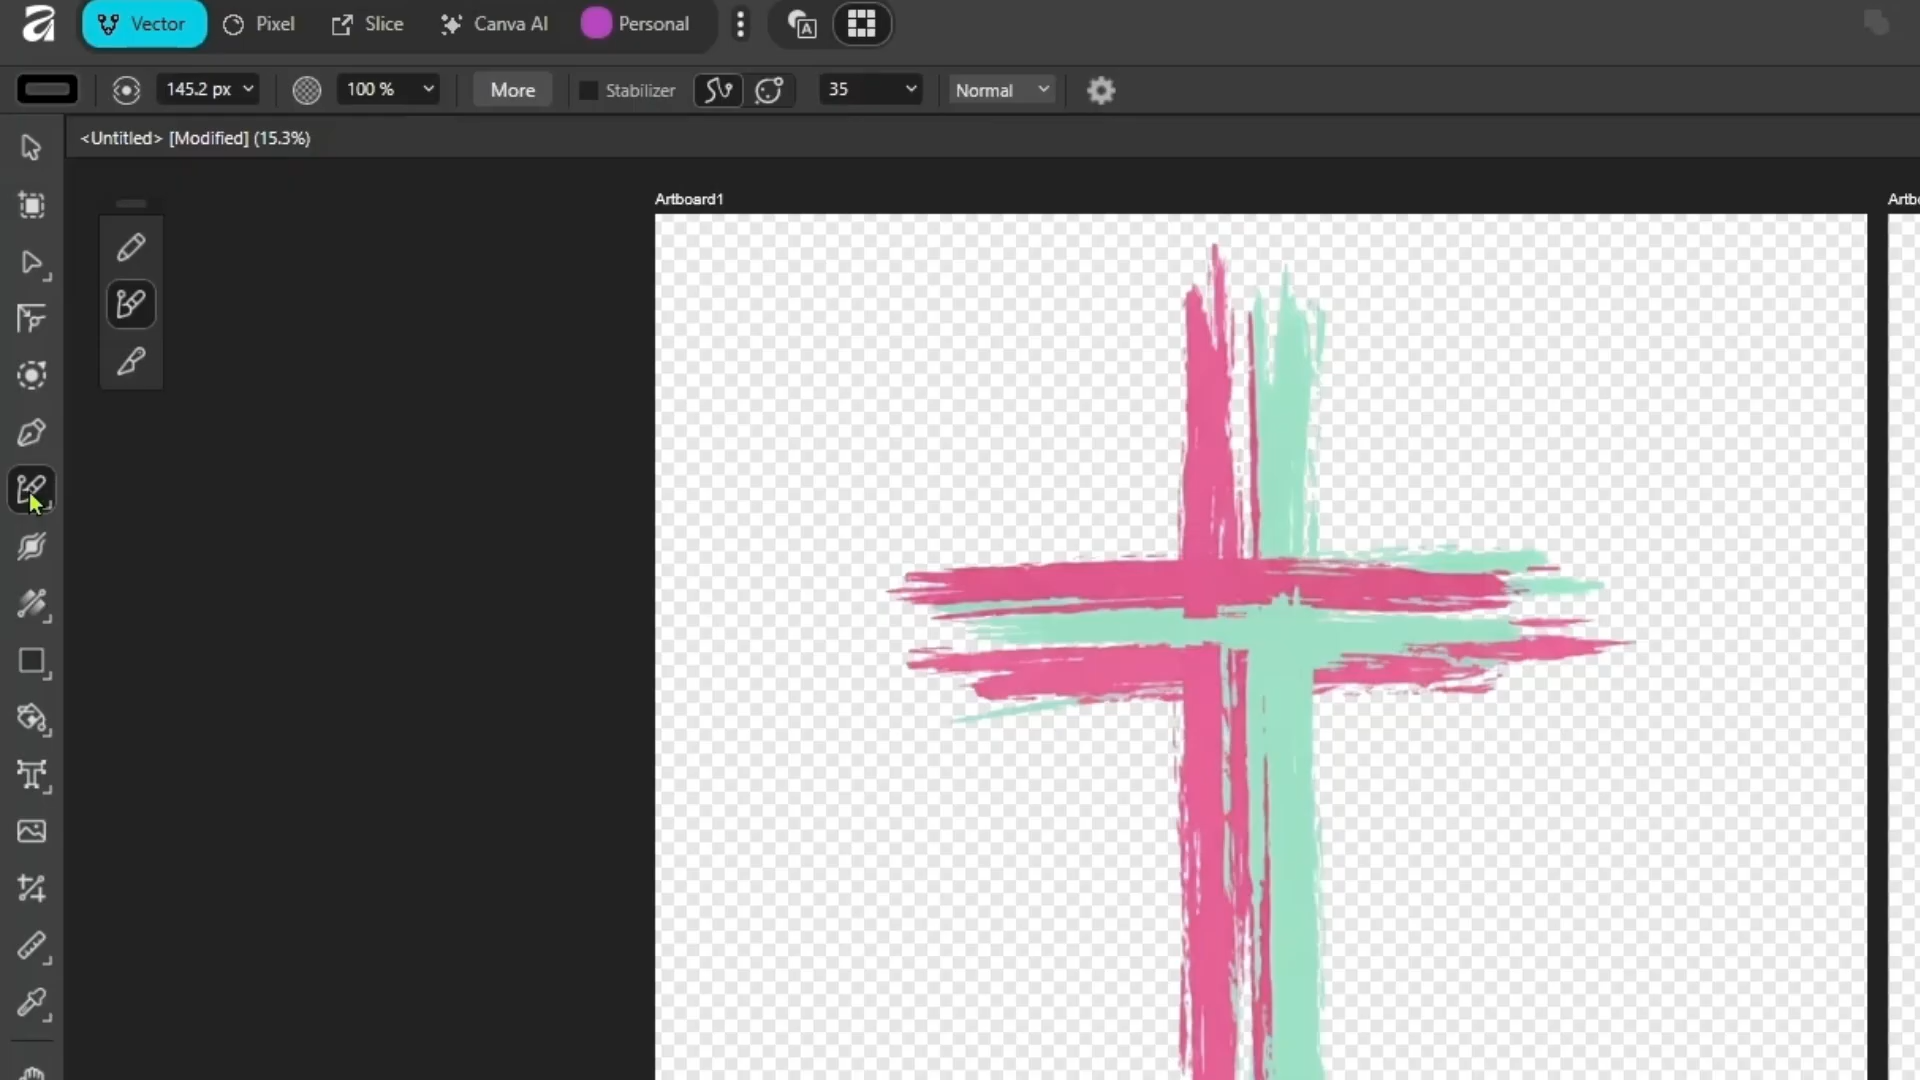 Vector Pixel Slice Canva AI Personal
145.2 px 100 % More Stabilizer 35 Normal
<Untitled> [Modified] (15.3%)
Artboard1
Artbo